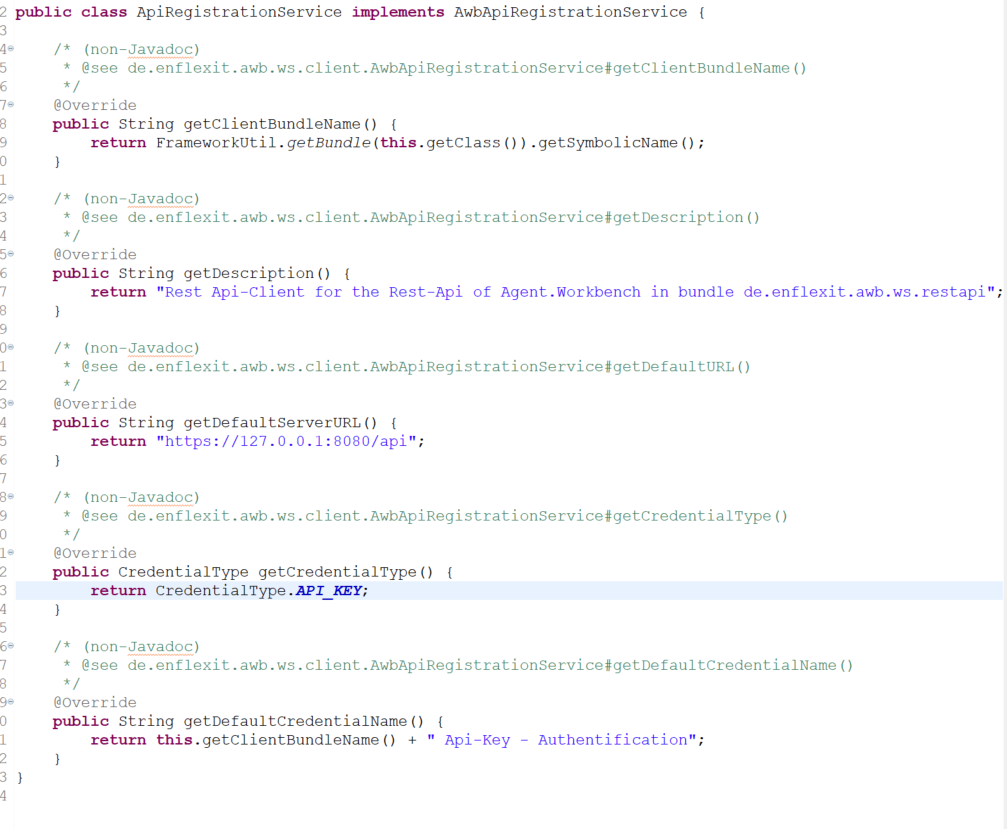 2 public class ApiRegistrationService implements AwbApiRegistrationService {
3
4 /* (non-Javadoc)
5 * @see de.enflexit.awb.ws.client.AwbApiRegistrationService#getClientBundleName()
6 */
7 @Override
8 public String getClientBundleName() {
9 return FrameworkUtil.getBundle(this.getClass()).getSymbolicName();
0 }
1
2 /* (non-Javadoc)
3 * @see de.enflexit.awb.ws.client.AwbApiRegistrationService#getDescription()
4 */
5 @Override
6 public String getDescription() {
7 return "Rest Api-Client for the Rest-Api of Agent.Workbench in bundle de.enflexit.awb.ws.restapi";
8 }
9
0 /* (non-Javadoc)
1 * @see de.enflexit.awb.ws.client.AwbApiRegistrationService#getDefaultURL()
2 */
3 @Override
4 public String getDefaultServerURL() {
5 return "https://127.0.0.1:8080/api";
6 }
7
8 /* (non-Javadoc)
9 * @see de.enflexit.awb.ws.client.AwbApiRegistrationService#getCredentialType()
0 */
1 @Override
2 public CredentialType getCredentialType() {
3 return CredentialType.API_KEY;
4 }
5
6 /* (non-Javadoc)
7 * @see de.enflexit.awb.ws.client.AwbApiRegistrationService#getDefaultCredentialName()
8 */
9 @Override
0 public String getDefaultCredentialName() {
1 return this.getClientBundleName() + " Api-Key - Authentification";
2 }
3 }
4